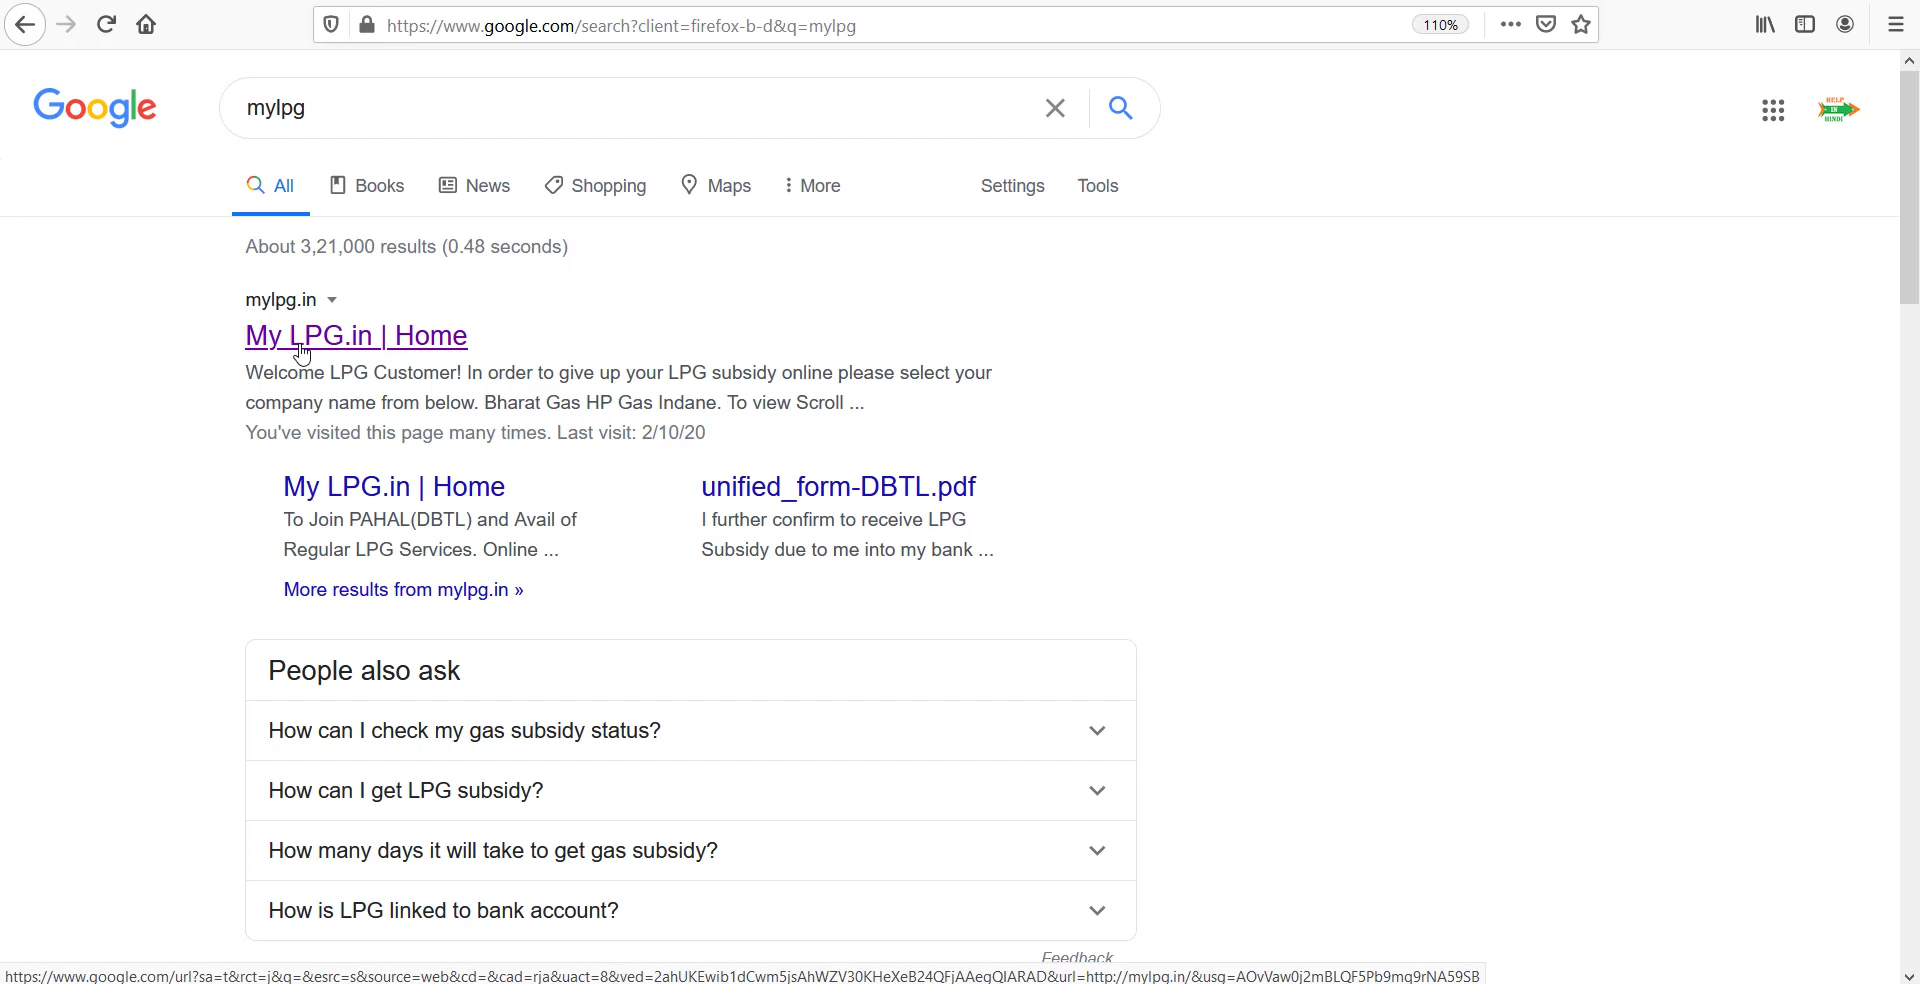 https://www.google.com/search?client=firefox-b-d&q=mylpg
110%
Google
mylpg
HELP
IN
HINDI
All
Books
News
Shopping
Maps
More
Settings
Tools
About 3,21,000 results (0.48 seconds)
mylpg.in
My LPG.in | Home
Welcome LPG Customer! In order to give up your LPG subsidy online please select your
company name from below. Bharat Gas HP Gas Indane. To view Scroll ...
You've visited this page many times. Last visit: 2/10/20
My LPG.in | Home
To Join PAHAL(DBTL) and Avail of
Regular LPG Services. Online ...
unified_form-DBTL.pdf
I further confirm to receive LPG
Subsidy due to me into my bank ...
More results from mylpg.in »
People also ask
How can I check my gas subsidy status?
How can I get LPG subsidy?
How many days it will take to get gas subsidy?
How is LPG linked to bank account?
Feedback
https://www.google.com/url?sa=t&rct=j&q=&esrc=s&source=web&cd=&cad=rja&uact=8&ved=2ahUKEwib1dCwm5jsAhWZV30KHeXeB24QFjAAegQIARAD&url=http://mylpg.in/&usg=AOvVaw0j2mBLQF5Pb9mq9rNA59SB